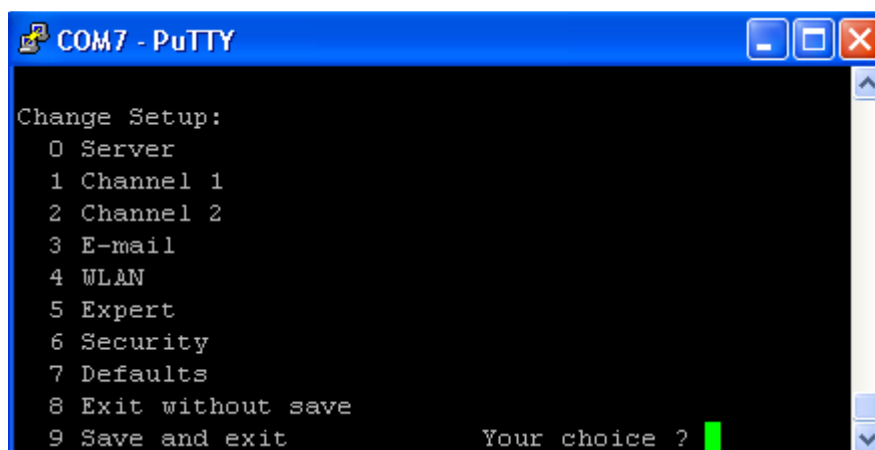 COM7 - PuTTY
Change Setup:
0 Server
1 Channel 1
2 Channel 2
3 E-mail
4 WLAN
5 Expert
6 Security
7 Defaults
8 Exit without save
9 Save and exit Your choice ?